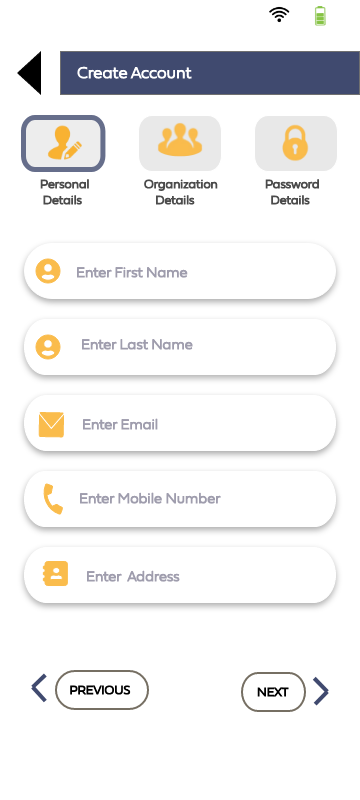 Create Account
Personal
Details
Organization
Details
Password
Details
Enter First Name
Enter Last Name
Enter Email
Enter Mobile Number
Enter Address
PREVIOUS
NEXT